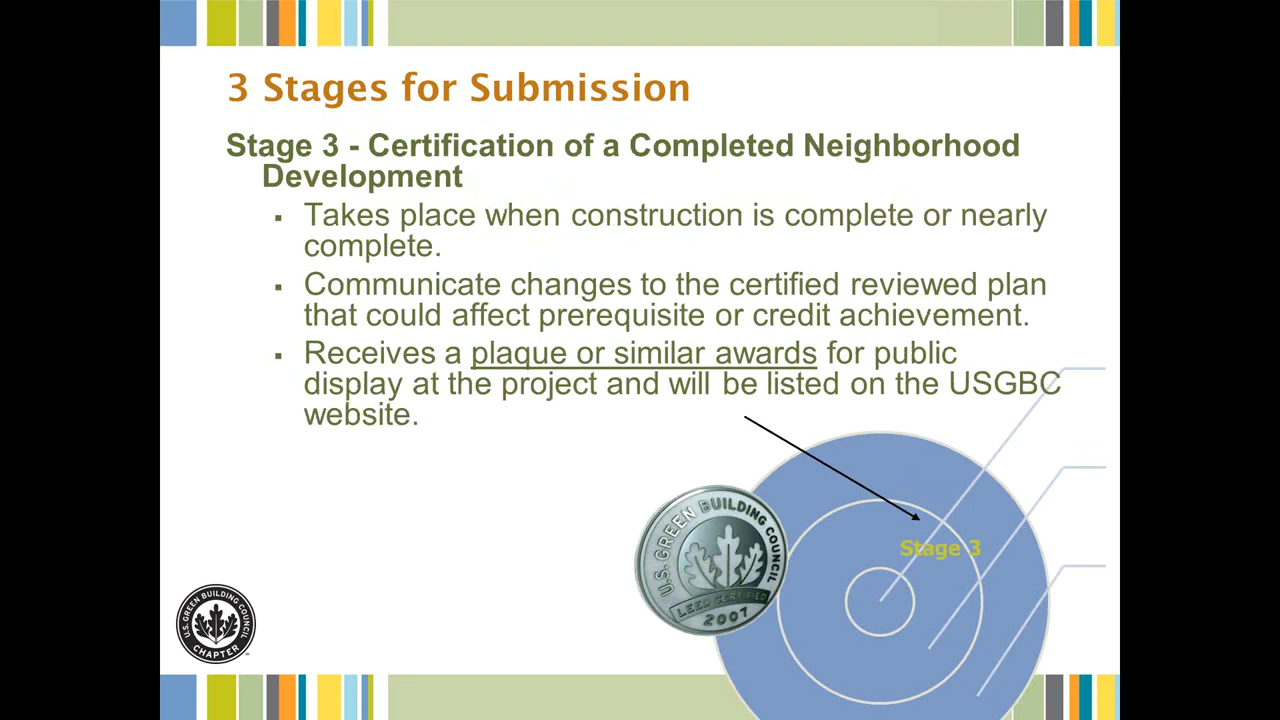 3 Stages for Submission
Stage 3 - Certification of a Completed Neighborhood
Development
▪ Takes place when construction is complete or nearly
complete.
▪ Communicate changes to the certified reviewed plan
that could affect prerequisite or credit achievement.
▪ Receives a plaque or similar awards for public
display at the project and will be listed on the USGBC
website.
Stage 3
U.S. GREEN BUILDING COUNCIL
LEED CERTIFIED
2007
U.S. GREEN BUILDING COUNCIL
CHAPTER